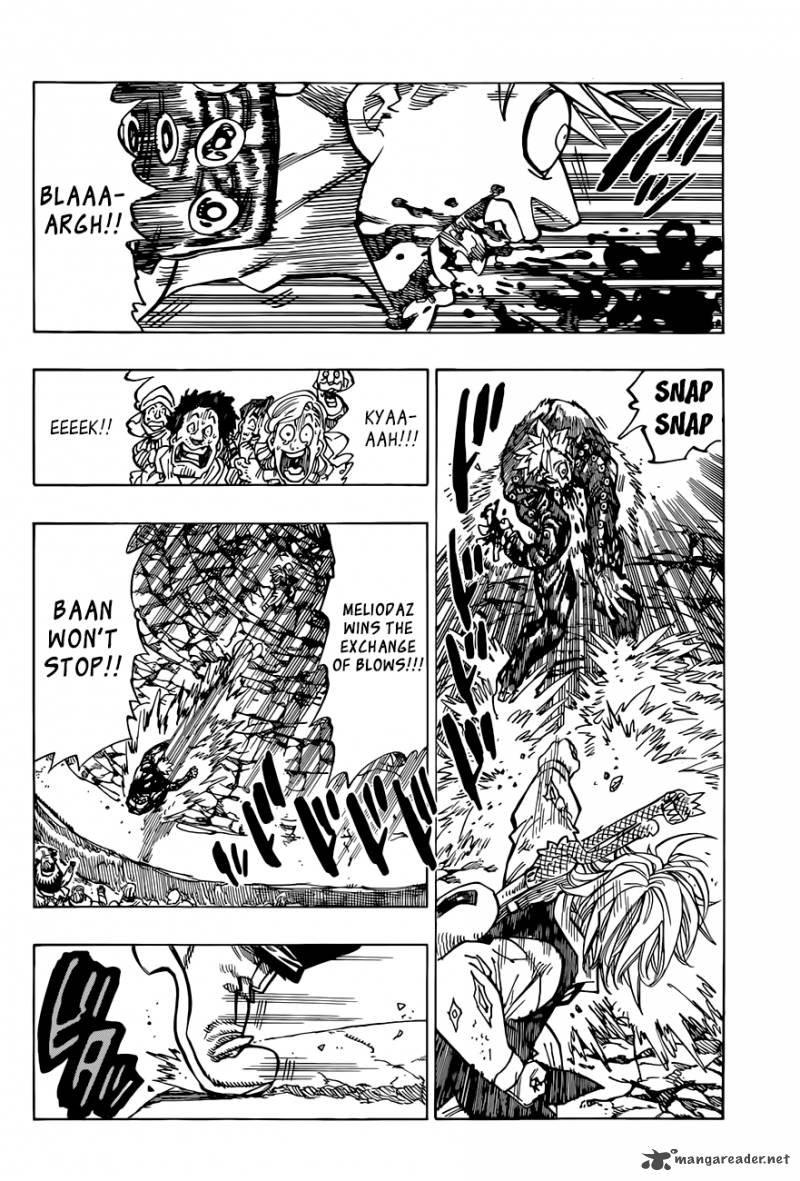 BLAAA-
ARGH!!
SNAP
SNAP
KYAA-
AAH!!!
EEEEK!!
MELIODAZ
WINS THE
EXCHANGE
OF BLOWS!!!
BAAN
WON'T
STOP!!
mangareader.net